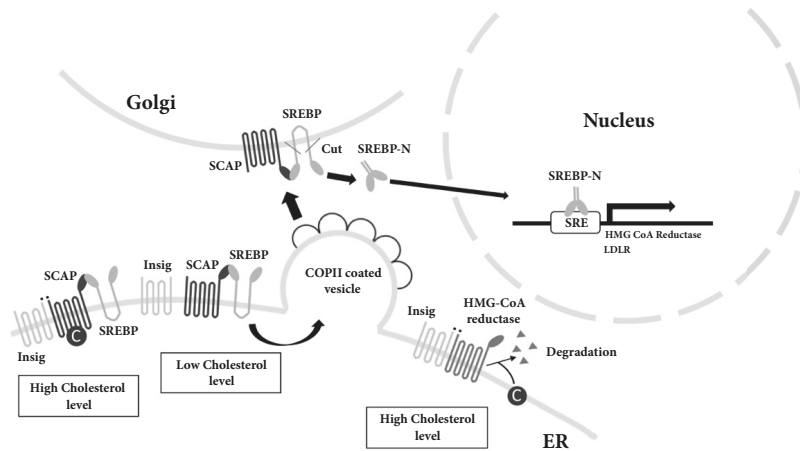 Golgi
SREBP
Cut
SREBP-N
SCAP
Nucleus
SREBP-N
SRE
HMG CoA Reductase
LDLR
COPII coated
vesicle
SCAP
SREBP
Insig
C
High Cholesterol
level
Insig
SCAP
SREBP
Low Cholesterol
level
Insig
HMG-CoA
reductase
Degradation
C
High Cholesterol
level
ER